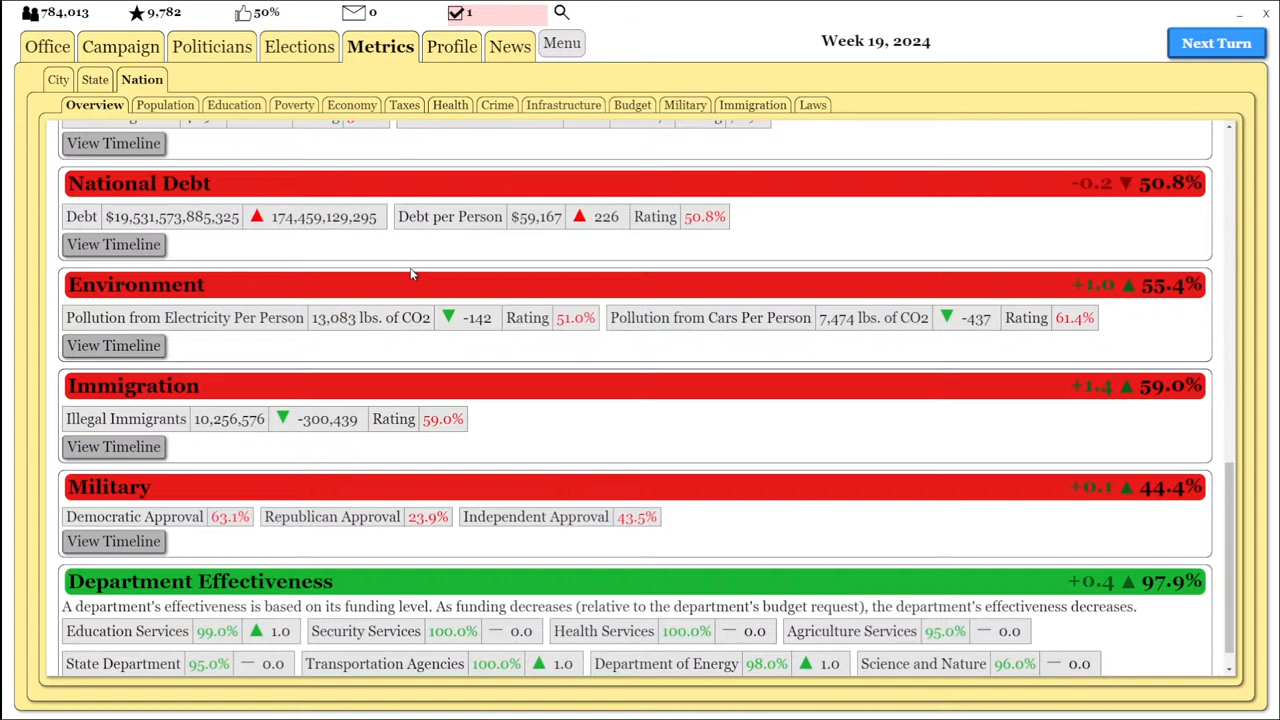 784,013 9,782 50% 0 1
Office Campaign Politicians Elections Metrics Profile News Menu Week 19, 2024 Next Turn
City State Nation
Overview Population Education Poverty Economy Taxes Health Crime Infrastructure Budget Military Immigration Laws
View Timeline
National Debt -0.2 ▼ 50.8%
Debt $19,531,573,885,325 ▲ 174,459,129,295 Debt per Person $59,167 ▲ 226 Rating 50.8%
View Timeline
Environment +1.0 ▲ 55.4%
Pollution from Electricity Per Person 13,083 lbs. of CO2 ▼ -142 Rating 51.0% Pollution from Cars Per Person 7,474 lbs. of CO2 ▼ -437 Rating 61.4%
View Timeline
Immigration +1.4 ▲ 59.0%
Illegal Immigrants 10,256,576 ▼ -300,439 Rating 59.0%
View Timeline
Military +0.1 ▲ 44.4%
Democratic Approval 63.1% Republican Approval 23.9% Independent Approval 43.5%
View Timeline
Department Effectiveness +0.4 ▲ 97.9%
A department's effectiveness is based on its funding level. As funding decreases (relative to the department's budget request), the department's effectiveness decreases.
Education Services 99.0% ▲ 1.0 Security Services 100.0% — 0.0 Health Services 100.0% — 0.0 Agriculture Services 95.0% — 0.0
State Department 95.0% — 0.0 Transportation Agencies 100.0% ▲ 1.0 Department of Energy 98.0% ▲ 1.0 Science and Nature 96.0% — 0.0